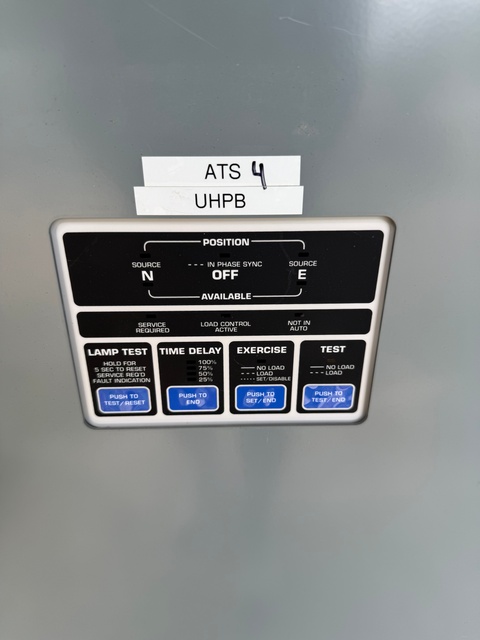 ATS 4
UHPB
POSITION
SOURCE
N
---- IN PHASE SYNC
OFF
SOURCE
E
AVAILABLE
SERVICE
REQUIRED
LOAD CONTROL
ACTIVE
NOT IN
AUTO
LAMP TEST
HOLD FOR
5 SEC TO RESET
SERVICE REQ'D
FAULT INDICATION
PUSH TO
TEST/RESET
TIME DELAY
100%
75%
50%
25%
PUSH TO
END
EXERCISE
NO LOAD
LOAD
SET/DISABLE
PUSH TO
SET/END
TEST
NO LOAD
LOAD
PUSH TO
TEST/END